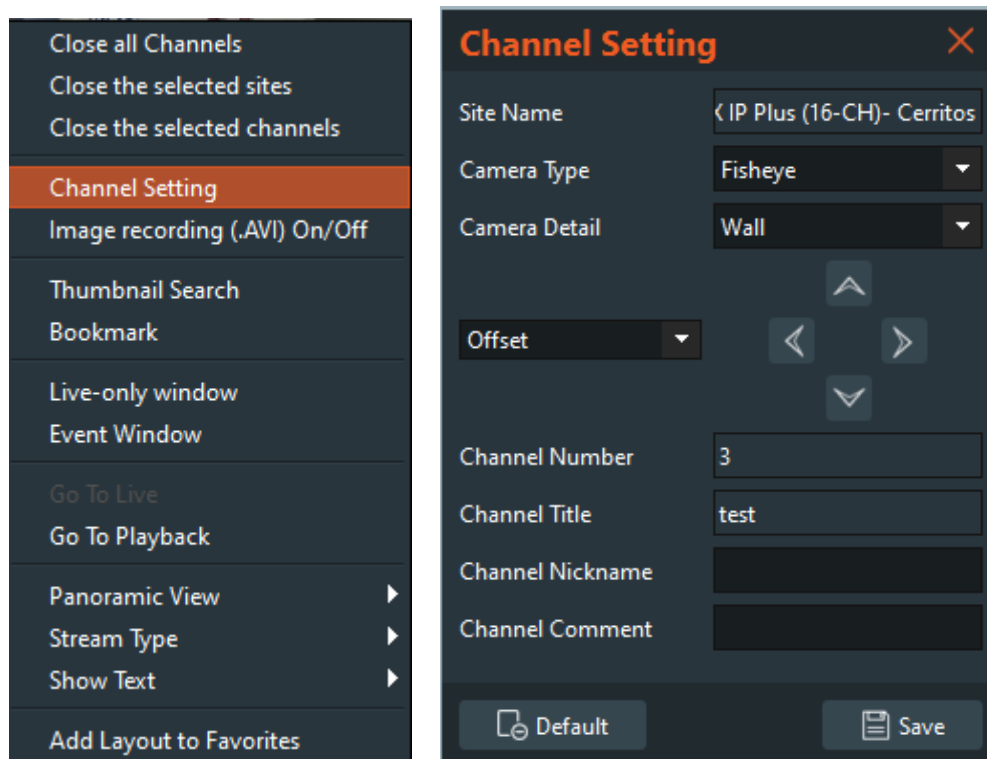 Close all Channels
Close the selected sites
Close the selected channels
Channel Setting
Image recording (.AVI) On/Off
Thumbnail Search
Bookmark
Live-only window
Event Window
Go To Live
Go To Playback
Panoramic View
Stream Type
Show Text
Add Layout to Favorites
Channel Setting
Site Name
IP Plus (16-CH)- Cerritos
Camera Type
Fisheye
Camera Detail
Wall
Offset
Channel Number
3
Channel Title
test
Channel Nickname
Channel Comment
Default
Save